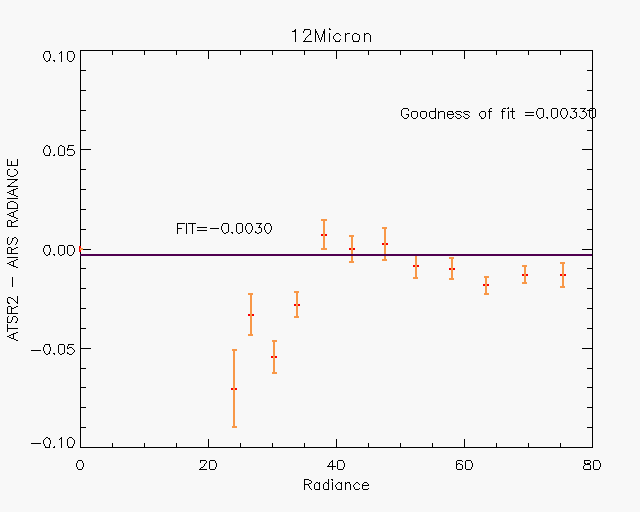 12Micron
0.10
Goodness of fit =0.00330
0.05
FIT=-0.0030
0.00
-0.05
-0.10
ATSR2 - AIRS RADIANCE
0 20 40 60 80
Radiance